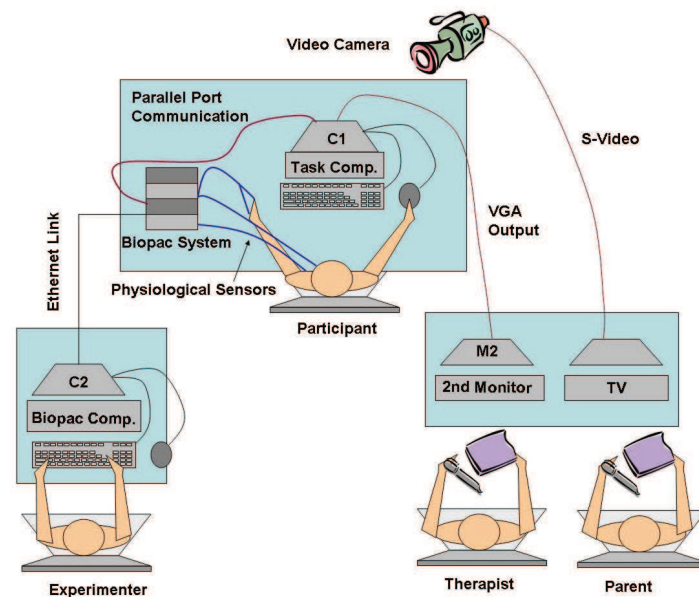 Video Camera
Parallel Port
Communication
C1
Task Comp.
S-Video
VGA
Output
Biopac System
Ethernet Link
Physiological Sensors
Participant
M2
2nd Monitor
TV
C2
Biopac Comp.
Experimenter
Therapist
Parent